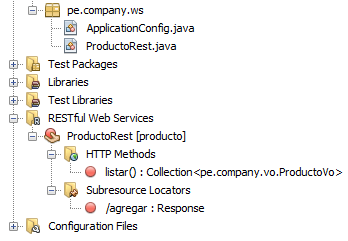 pe.company.ws
ApplicationConfig.java
ProductoRest.java
Test Packages
Libraries
Test Libraries
RESTful Web Services
ProductoRest [producto]
HTTP Methods
listar() : Collection<pe.company.vo.ProductoVo>
Subresource Locators
/agregar : Response
Configuration Files